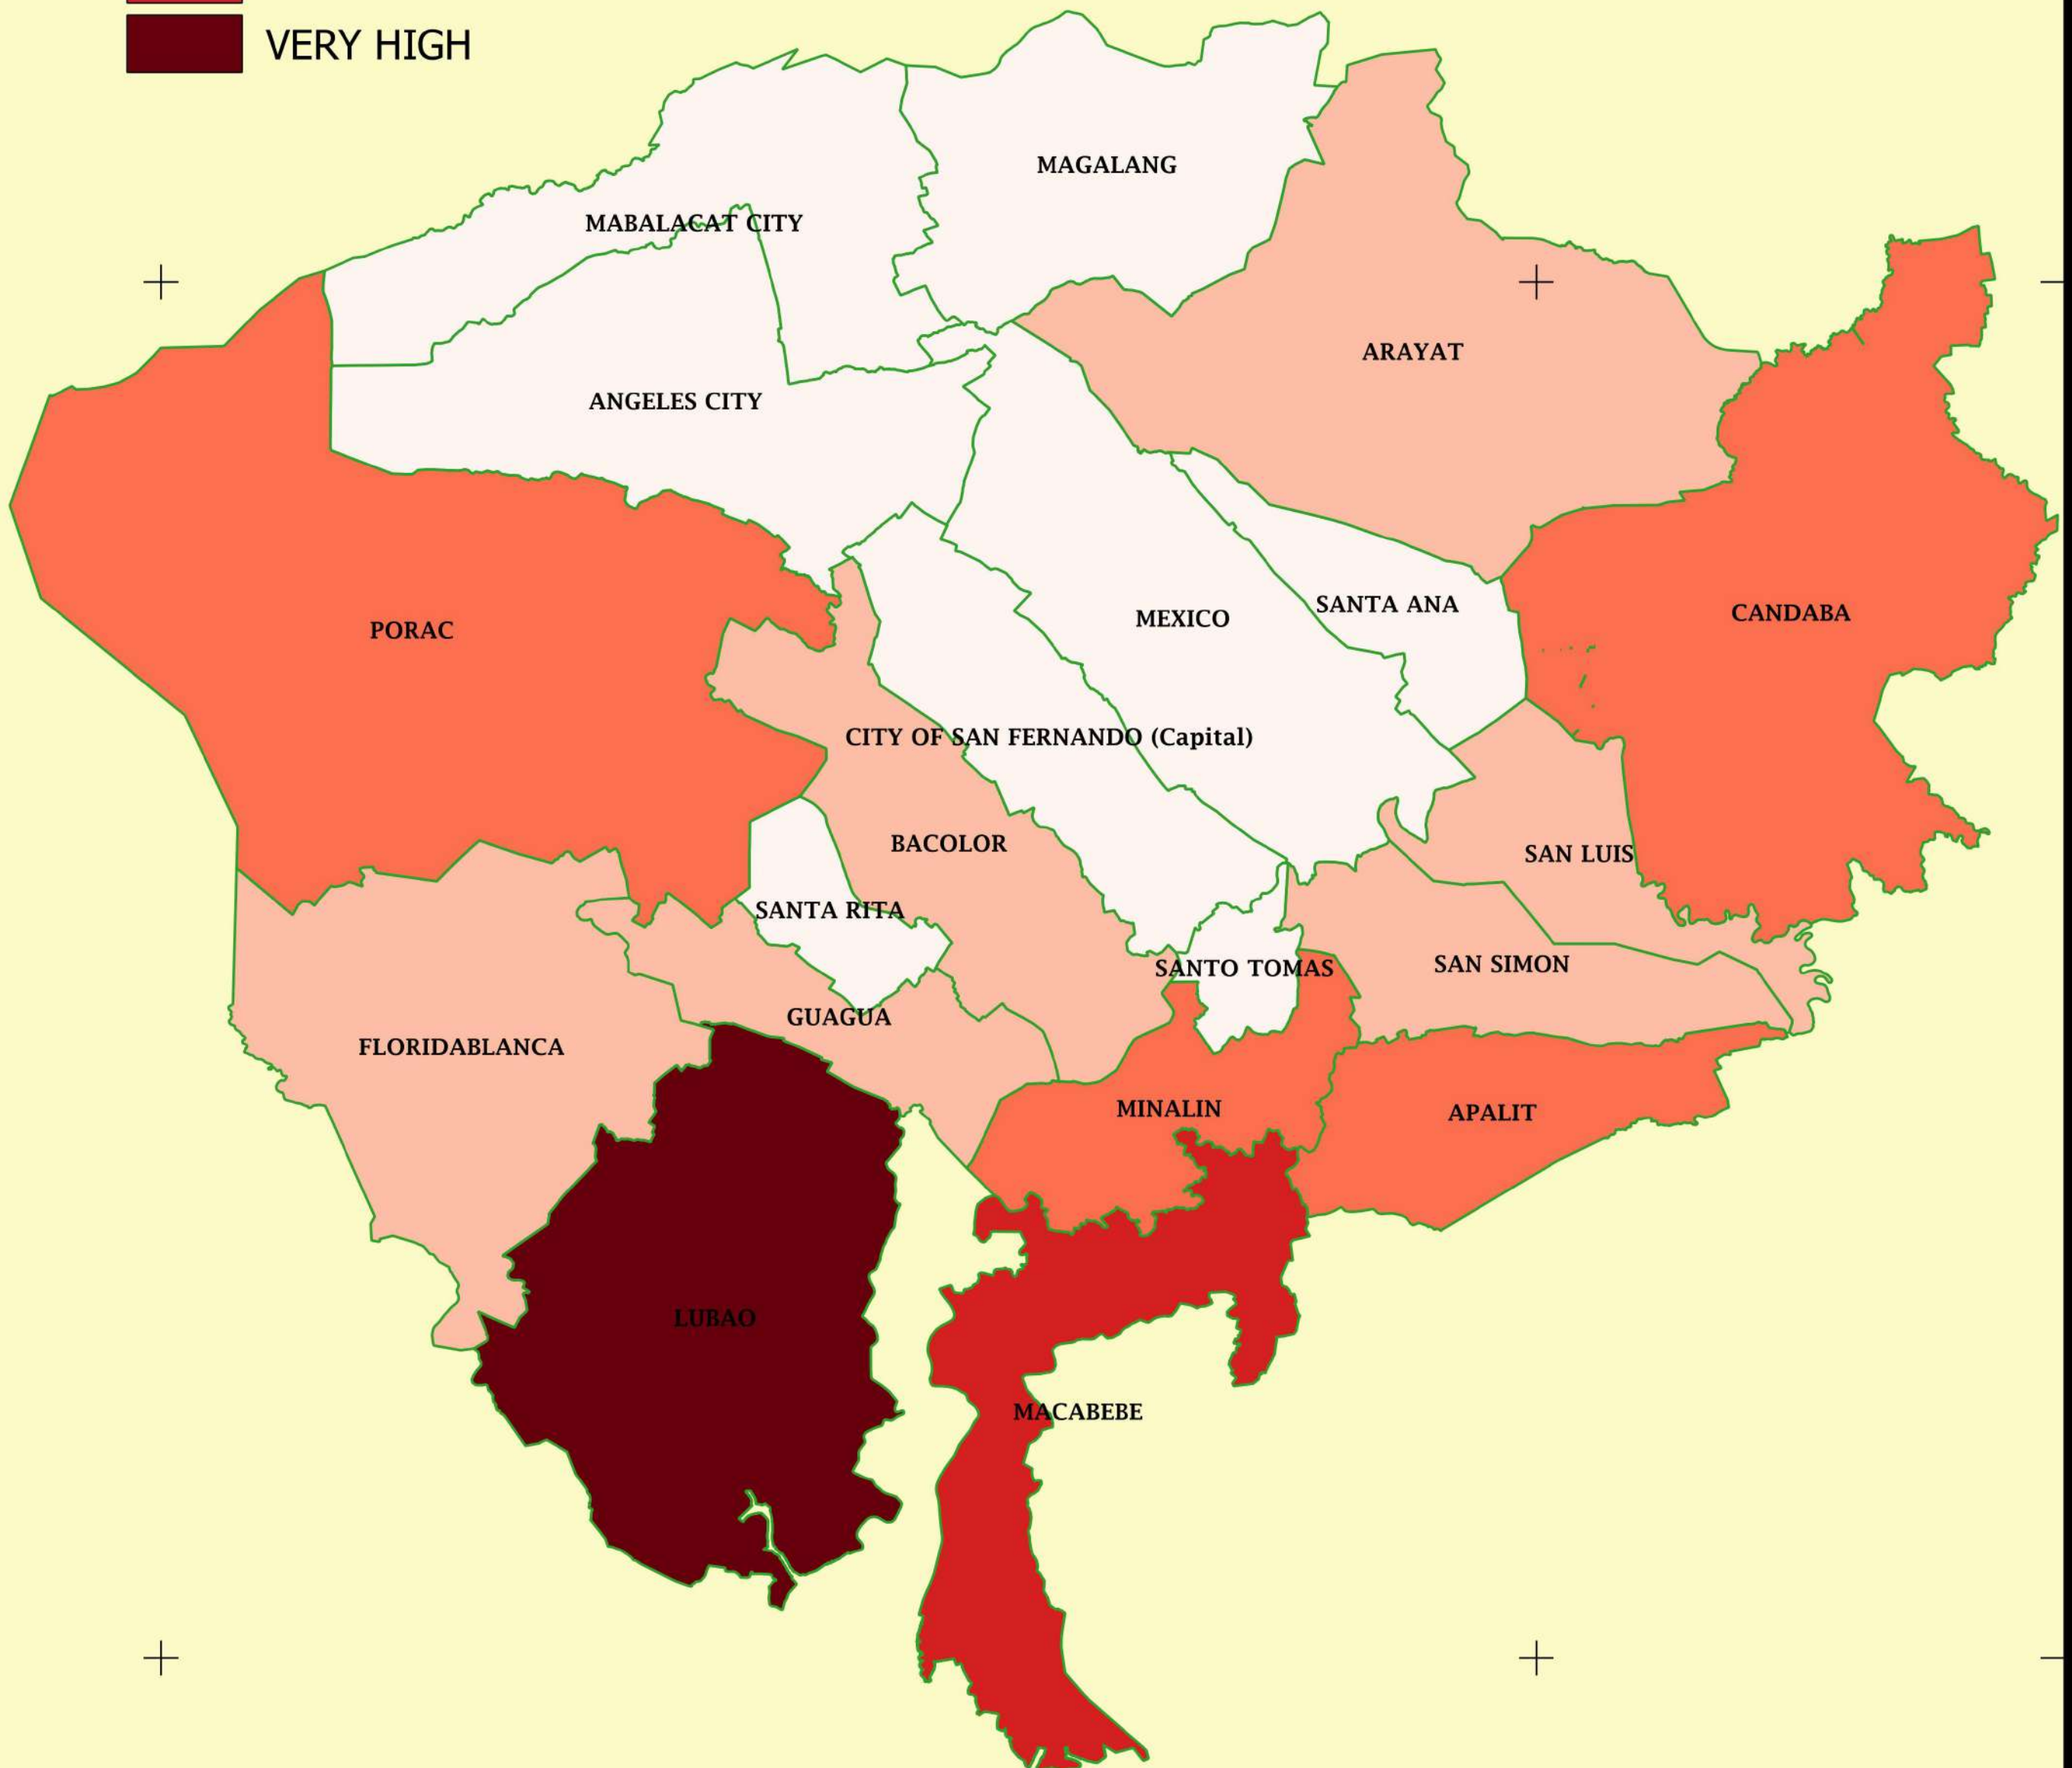 VERY HIGH
MAGALANG
MABALACAT CITY
ARAYAT
ANGELES CITY
SANTA ANA
CANDABA
MEXICO
PORAC
CITY OF SAN FERNANDO (Capital)
BACOLOR
SAN LUIS
SANTA RITA
SAN SIMON
SANTO TOMAS
GUAGUA
FLORIDABLANCA
MINALIN
APALIT
LUBAO
MACABEBE